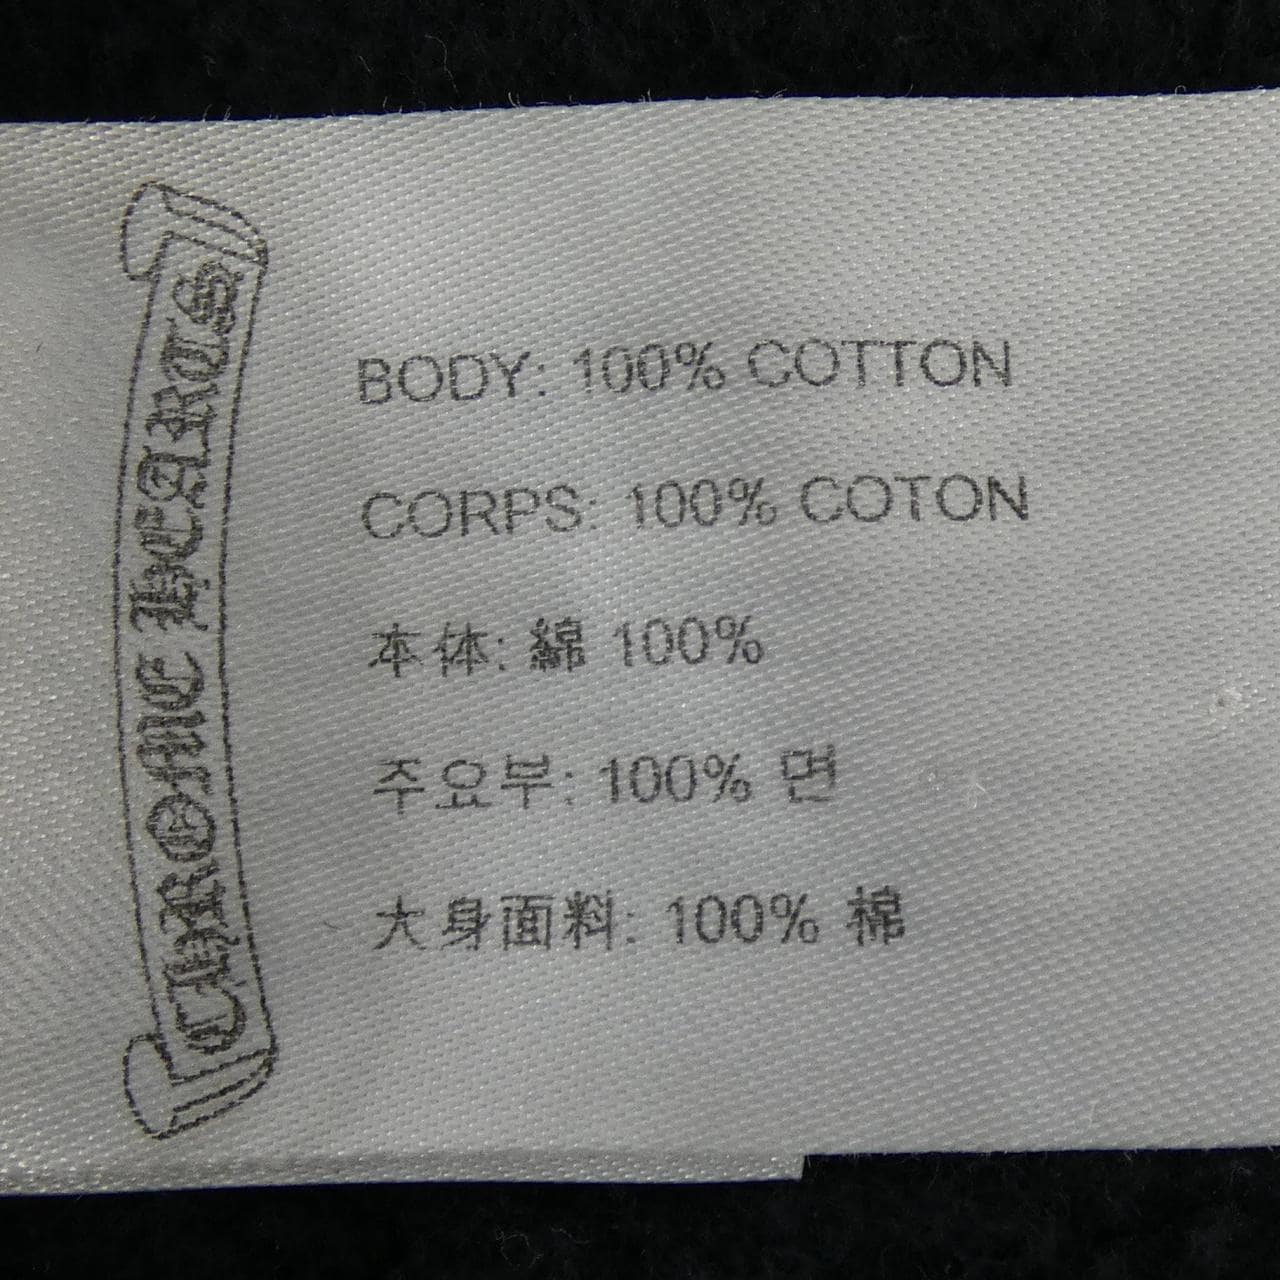 CHROME HEARTS
BODY: 100% COTTON
CORPS: 100% COTON
本体: 綿 100%
주요부: 100% 면
大身面料: 100% 棉